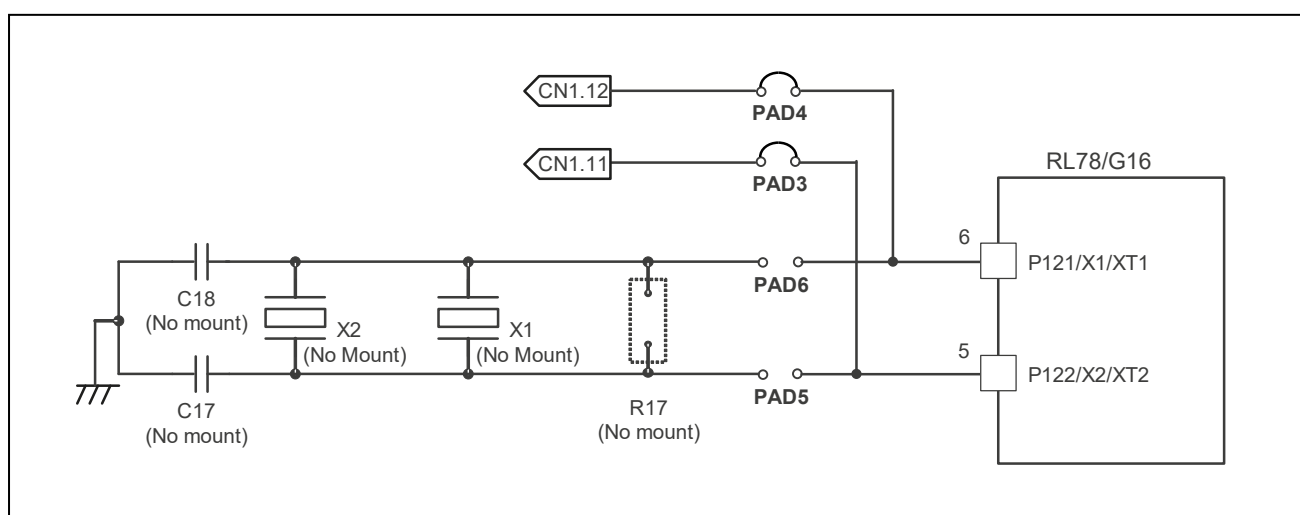 CN1.12
PAD4
CN1.11
PAD3
RL78/G16
6
P121/X1/XT1
PAD6
C18
(No mount)
X2
(No Mount)
X1
(No Mount)
5
P122/X2/XT2
PAD5
C17
(No mount)
R17
(No mount)